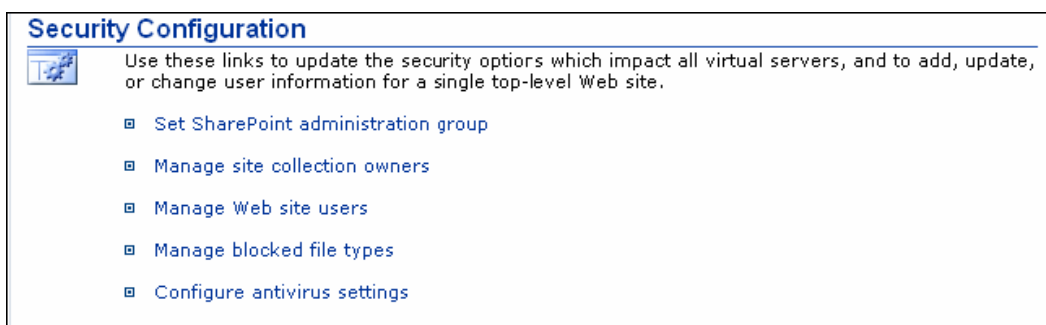 Security Configuration
Use these links to update the security options which impact all virtual servers, and to add, update,
or change user information for a single top-level Web site.
Set SharePoint administration group
Manage site collection owners
Manage Web site users
Manage blocked file types
Configure antivirus settings